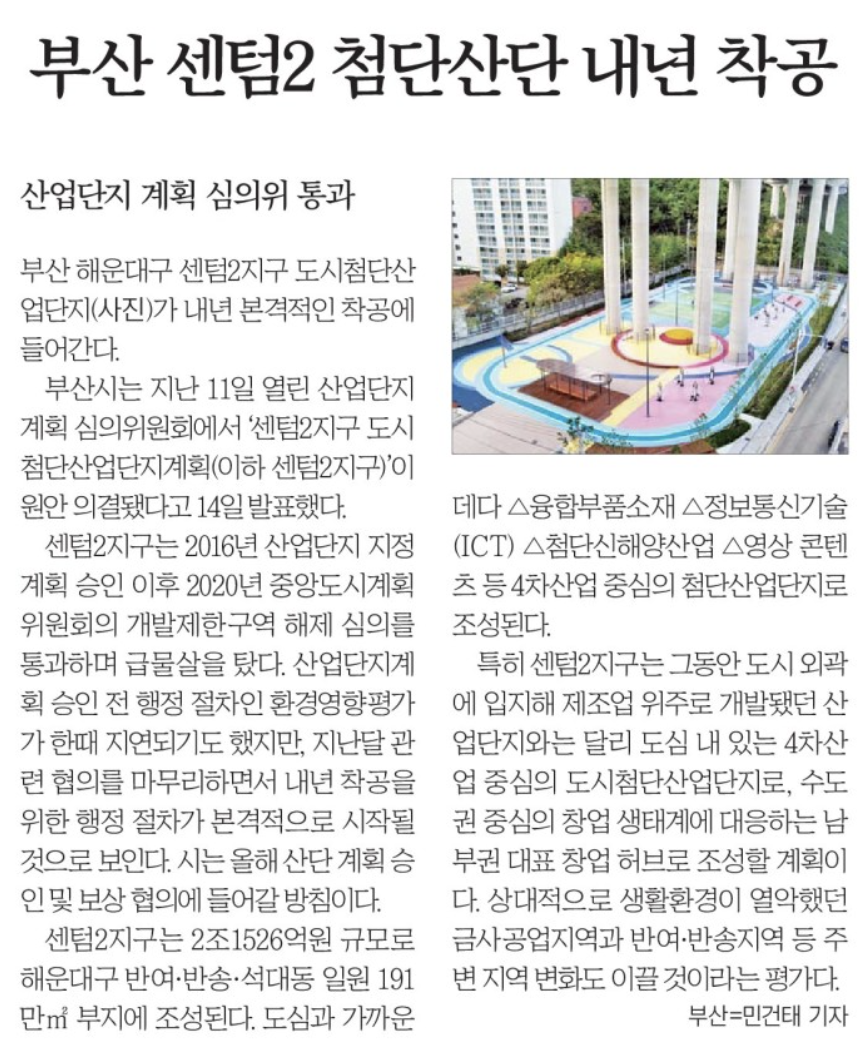 부산 센텀2 첨단산단 내년 착공
산업단지 계획 심의위 통과
부산 해운대구 센텀2지구 도시첨단산
업단지(사진)가 내년 본격적인 착공에
들어간다.
부산시는 지난 11일 열린 산업단지
계획 심의위원회에서 ‘센텀2지구 도시
첨단산업단지계획(이하 센텀2지구)’이
원안 의결됐다고 14일 발표했다.
센텀2지구는 2016년 산업단지 지정
계획 승인 이후 2020년 중앙도시계획
위원회의 개발제한구역 해제 심의를
통과하며 급물살을 탔다. 산업단지계
획 승인 전 행정 절차인 환경영향평가
가 한때 지연되기도 했지만, 지난달 관
련 협의를 마무리하면서 내년 착공을
위한 행정 절차가 본격적으로 시작될
것으로 보인다. 시는 올해 산단 계획 승
인 및 보상 협의에 들어갈 방침이다.
센텀2지구는 2조1526억원 규모로
해운대구 반여·반송·석대동 일원 191
만㎡ 부지에 조성된다. 도심과 가까운
데다 △융합부품소재 △정보통신기술
(ICT) △첨단신해양산업 △영상 콘텐
츠 등 4차산업 중심의 첨단산업단지로
조성된다.
특히 센텀2지구는 그동안 도시 외곽
에 입지해 제조업 위주로 개발됐던 산
업단지와는 달리 도심 내 있는 4차산
업 중심의 도시첨단산업단지로, 수도
권 중심의 창업 생태계에 대응하는 남
부권 대표 창업 허브로 조성할 계획이
다. 상대적으로 생활환경이 열악했던
금사공업지역과 반여·반송지역 등 주
변 지역 변화도 이끌 것이라는 평가다.
부산=민건태 기자